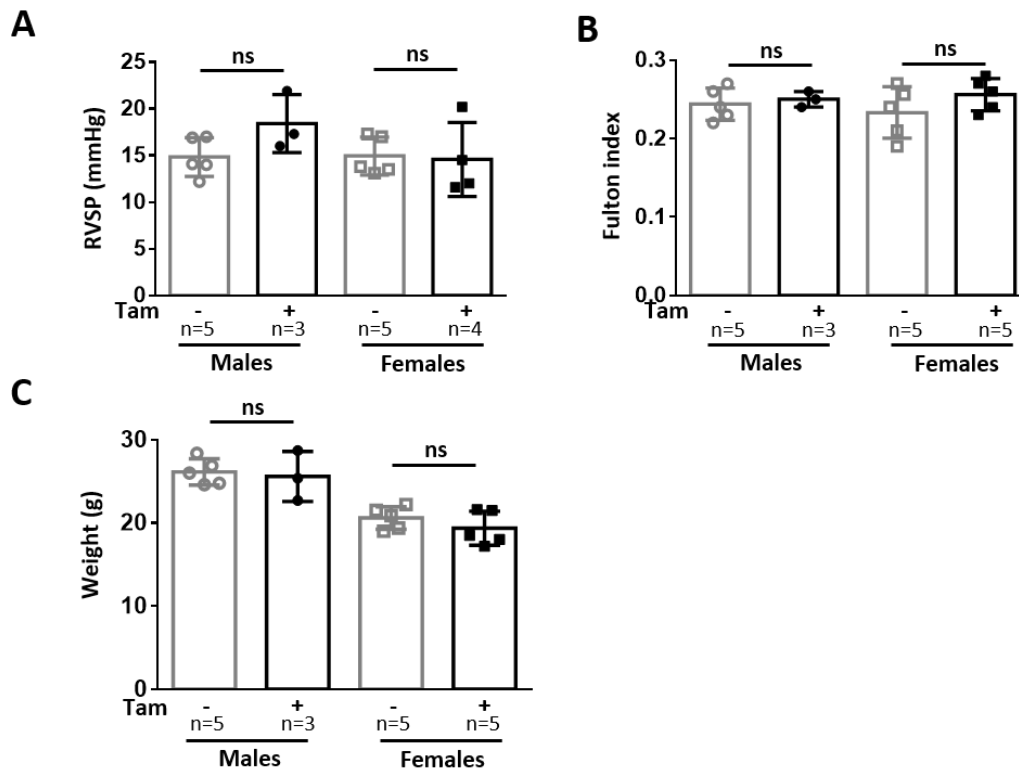 A
ns
ns
RVSP (mmHg)
25
20
15
10
5
0
Tam - + - +
n=5 n=3 n=5 n=4
Males Females
B
ns
ns
Fulton index
0.3
0.2
0.1
0.0
Tam - + - +
n=5 n=3 n=5 n=5
Males Females
C
ns
ns
Weight (g)
30
20
10
0
Tam - + - +
n=5 n=3 n=5 n=5
Males Females